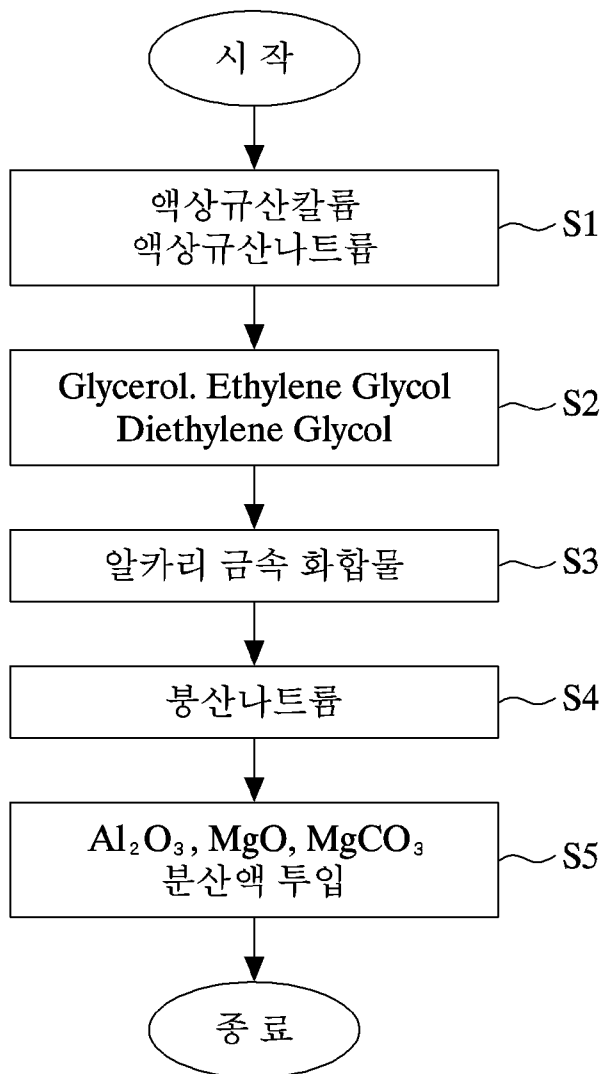 시 작
액상규산칼륨
액상규산나트륨
S1
Glycerol. Ethylene Glycol
Diethylene Glycol
S2
알카리 금속 화합물
S3
붕산나트륨
S4
Al₂O₃, MgO, MgCO₃
분산액 투입
S5
종 료